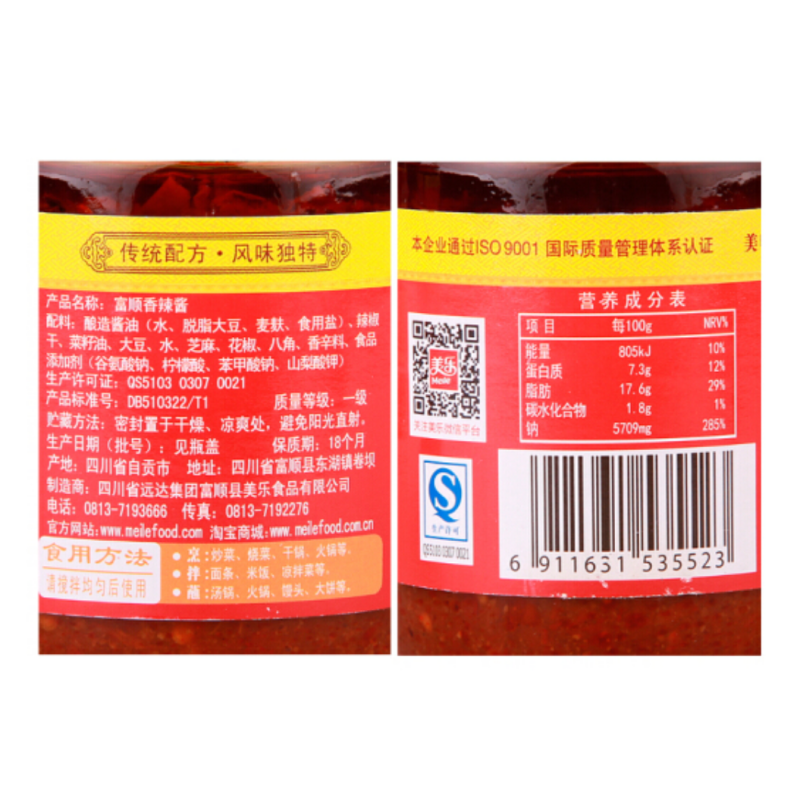 传统配方·风味独特
产品名称：富顺香辣酱
配料：酿造酱油（水、脱脂大豆、麦麸、食用盐）、辣椒
干、菜籽油、大豆、水、芝麻、花椒、八角、香辛料、食品
添加剂（谷氨酸钠、柠檬酸、苯甲酸钠、山梨酸钾）
生产许可证：QS5103 0307 0021
产品标准号：DB510322/T1 质量等级：一级
贮藏方法：密封置于干燥、凉爽处，避免阳光直射。
生产日期（批号）：见瓶盖 保质期：18个月
产地：四川省自贡市 地址：四川省富顺县东湖镇卷坝
制造商：四川省远达集团富顺县美乐食品有限公司
电话：0813-7193666 传真：0813-7192276
官方网站:www.meilefood.com 淘宝商城:www.meilefood.com.cn
食用方法
请搅拌均匀后使用
烹：炒菜、烧菜、干锅、火锅等。
拌：面条、米饭、凉拌菜等。
蘸：汤锅、火锅、馒头、大饼等。
本企业通过ISO9001 国际质量管理体系认证 美
营养成分表
项目 每100g NRV%
能量 805kJ 10%
蛋白质 7.3g 12%
脂肪 17.6g 29%
碳水化合物 1.8g 1%
钠 5709mg 285%
美乐
Meile
关注美乐微信平台
生产许可
QS5103 0307 0021
6 911631 535523